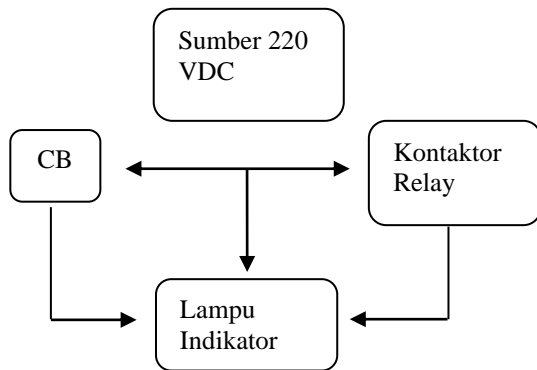 Sumber 220
VDC
CB
Kontaktor
Relay
Lampu
Indikator